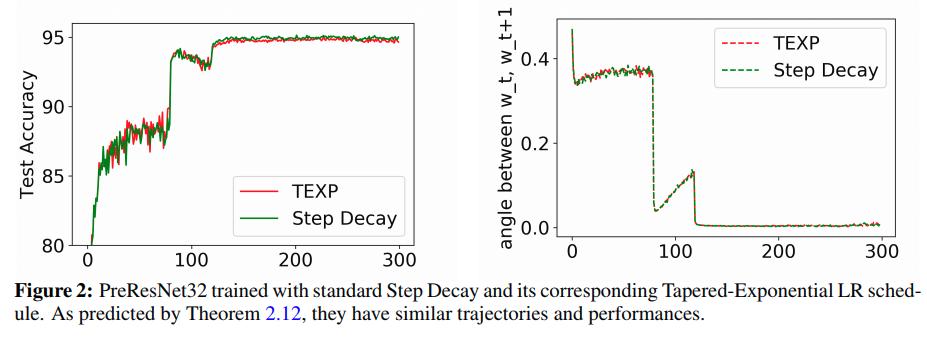 95
90
85
80
0
100
200
300
Test Accuracy
TEXP
Step Decay
0.4
0.2
0.0
0
100
200
300
angle between w_t, w_t+1
TEXP
Step Decay
Figure 2: PreResNet32 trained with standard Step Decay and its corresponding Tapered-Exponential LR sched-
ule. As predicted by Theorem 2.12, they have similar trajectories and performances.